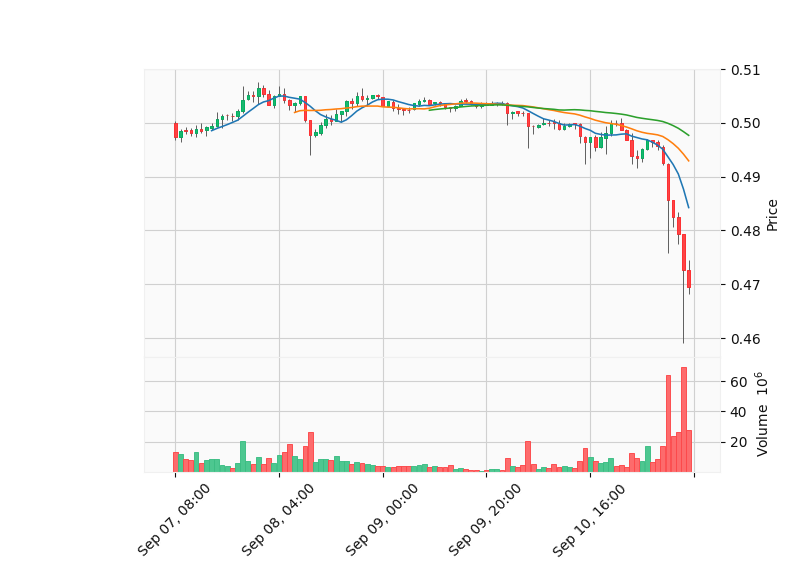 0.51
0.50
0.49
0.48
0.47
0.46
Price
60
40
20
Volume 10^6
Sep 07, 08:00
Sep 08, 04:00
Sep 09, 00:00
Sep 09, 20:00
Sep 10, 16:00